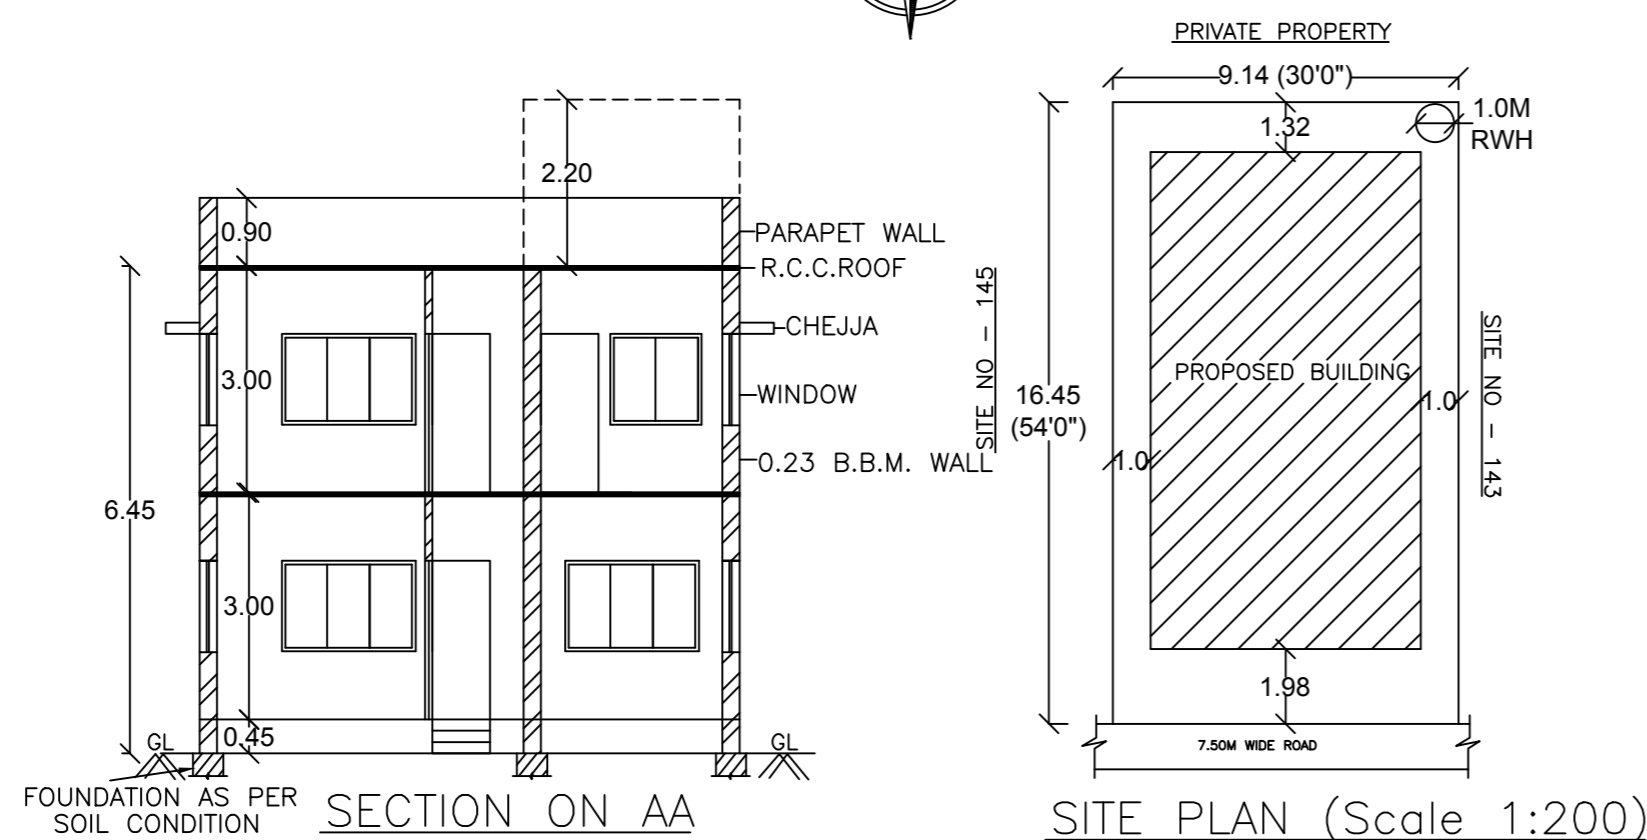 2.20
0.90
PARAPET WALL
R.C.C.ROOF
CHEJJA
3.00
WINDOW
0.23 B.B.M. WALL
6.45
3.00
0.45
GL
GL
FOUNDATION AS PER
SOIL CONDITION
SECTION ON AA
PRIVATE PROPERTY
9.14 (30'0")
1.32
1.0M
RWH
SITE NO - 145
16.45
(54'0")
PROPOSED BUILDING
1.0
1.0
SITE NO - 143
1.98
7.50M WIDE ROAD
SITE PLAN (Scale 1:200)